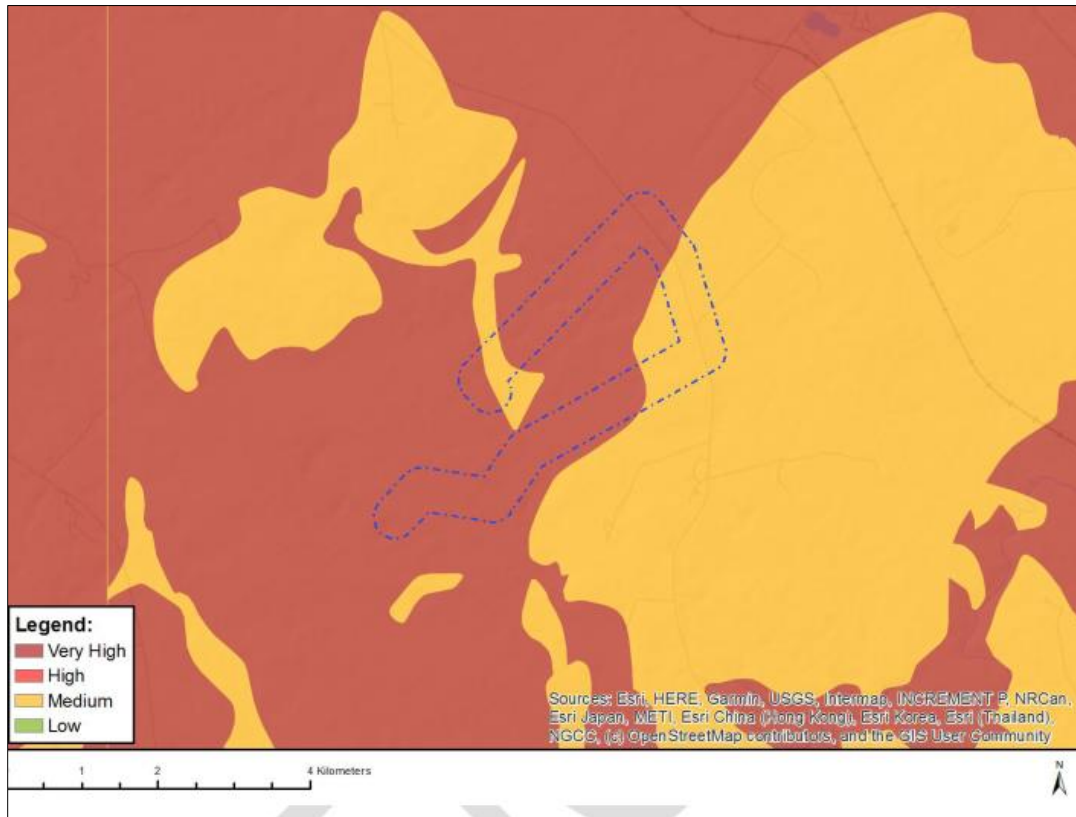 Legend:
Very High
High
Medium
Low
Sources: Esri, HERE, Garmin, USGS, Intermap, INCREMENT P, NRCan,
Esri Japan, METI, Esri China (Hong Kong), Esri Korea, Esri (Thailand),
NGCC, (c) OpenStreetMap contributors, and the GIS User Community
1 2 4 Kilometers
N